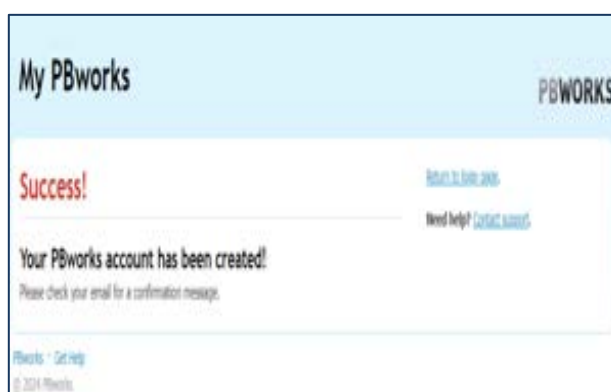 My PBworks
PBWORKS
Success!
Return to login page.
Need help? Contact support.
Your PBworks account has been created!
Please check your email for a confirmation message.
PBworks · Get Help
© 2024 PBworks